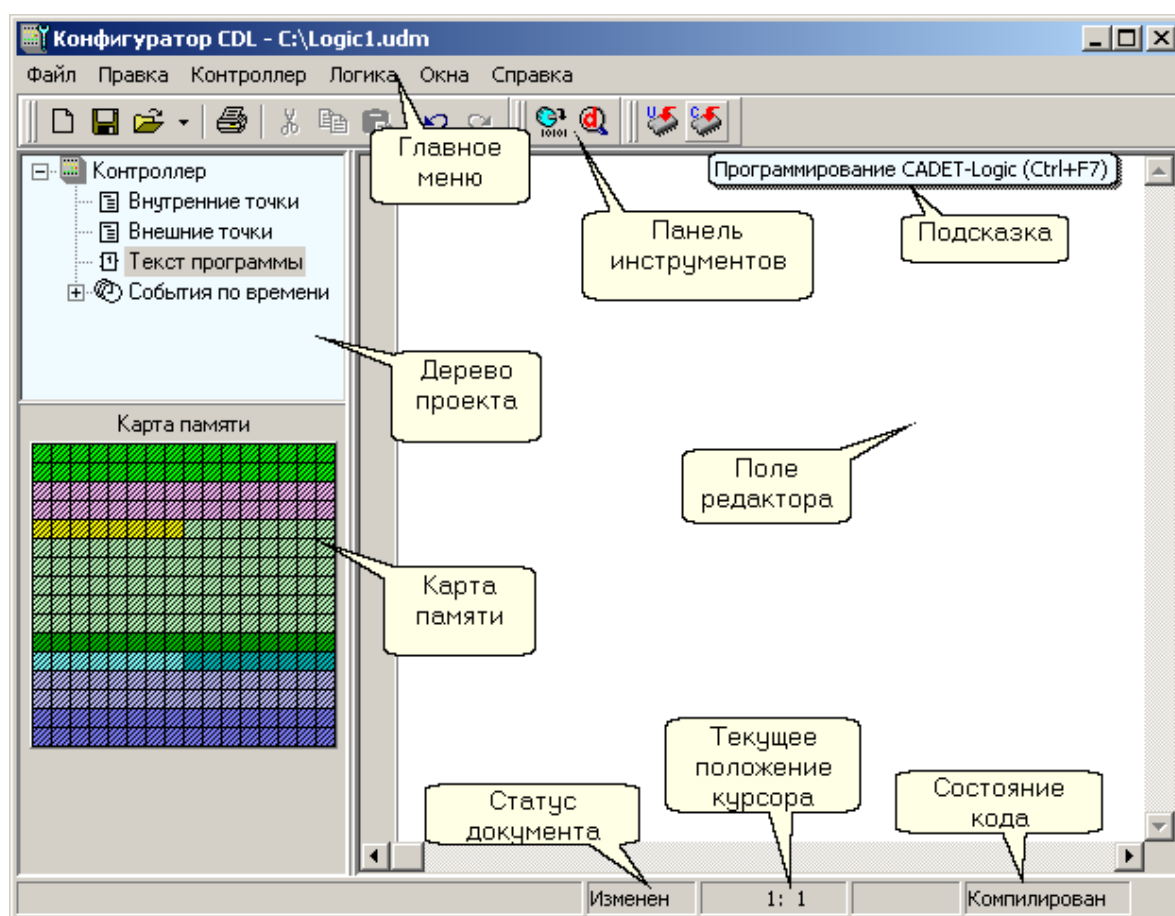 Конфигуратор CDL - C:\Logic1.udm
Файл Правка Контроллер Логика Окна Справка
10101
d
U
C
Главное
меню
Панель
инструментов
Программирование CADET-Logic (Ctrl+F7)
Подсказка
Контроллер
Внутренние точки
Внешние точки
Текст программы
События по времени
Дерево
проекта
Карта памяти
Поле
редактора
Карта
памяти
Текущее
положение
курсора
Статус
документа
Состояние
кода
Изменен 1: 1 Компилирован